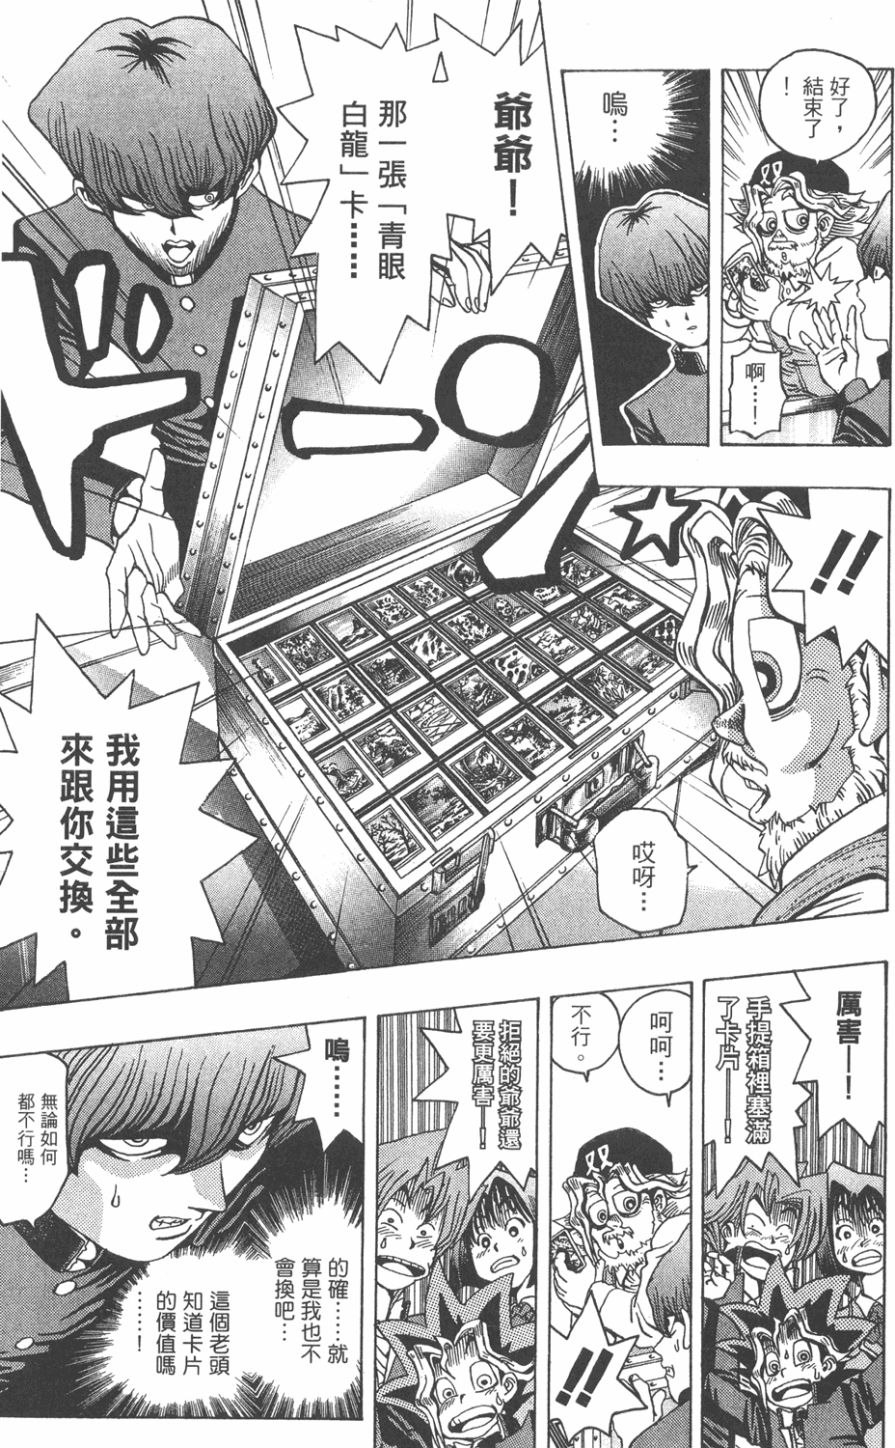 好了，
結束了
！
啊…！
嗚…
爺爺！
那一張「青眼
白龍」卡……
ドーン
!!
哎呀…
我用這些全部
來跟你交換。
厲害—！
手提箱裡塞滿
了卡片—！
呵呵…
不行。
!!
拒絕的爺爺還
要更厲害—！
嗚……
的確……就
算是我也不
會換吧…
這個老頭
知道卡片
的價值嗎
……！
無論如何
都不行嗎…